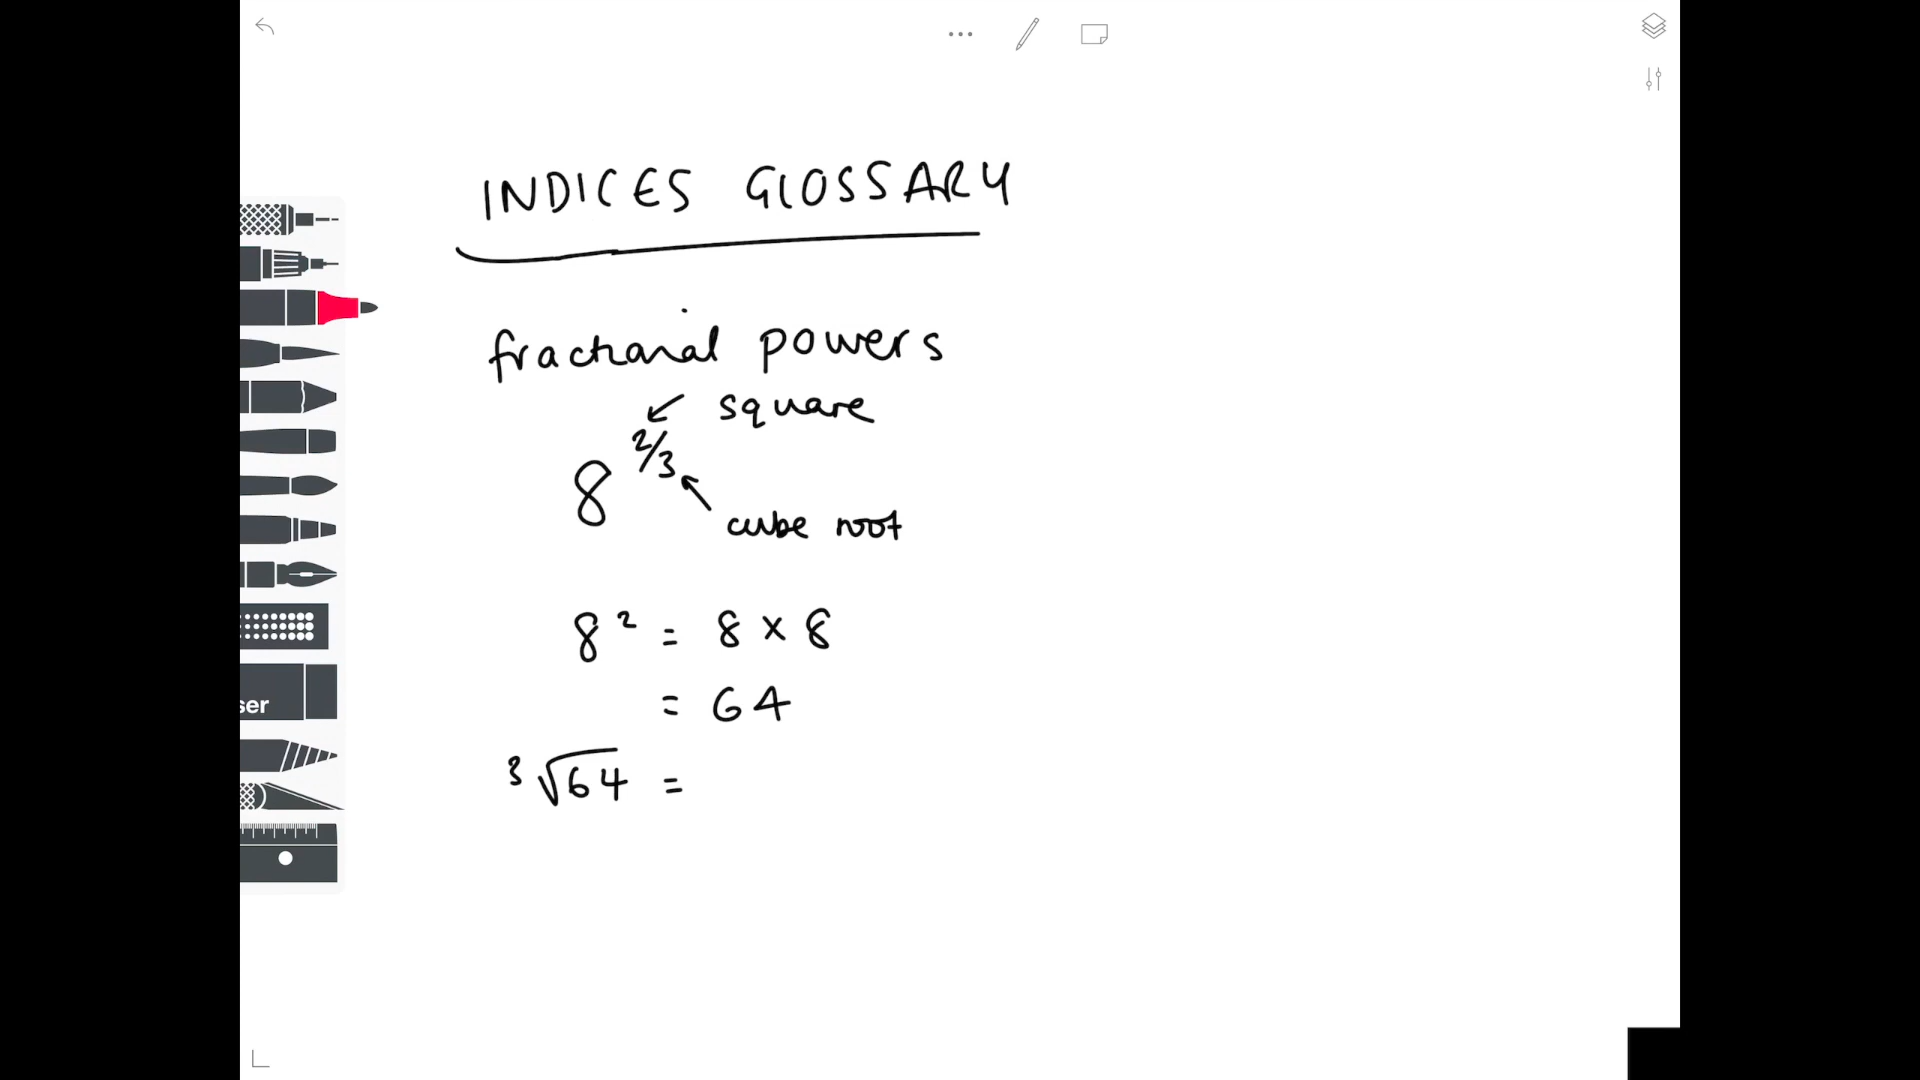 INDICES GLOSSARY
fractional powers
square
8^2/3
cube root
8² = 8 × 8
= 64
³√64 =
ser